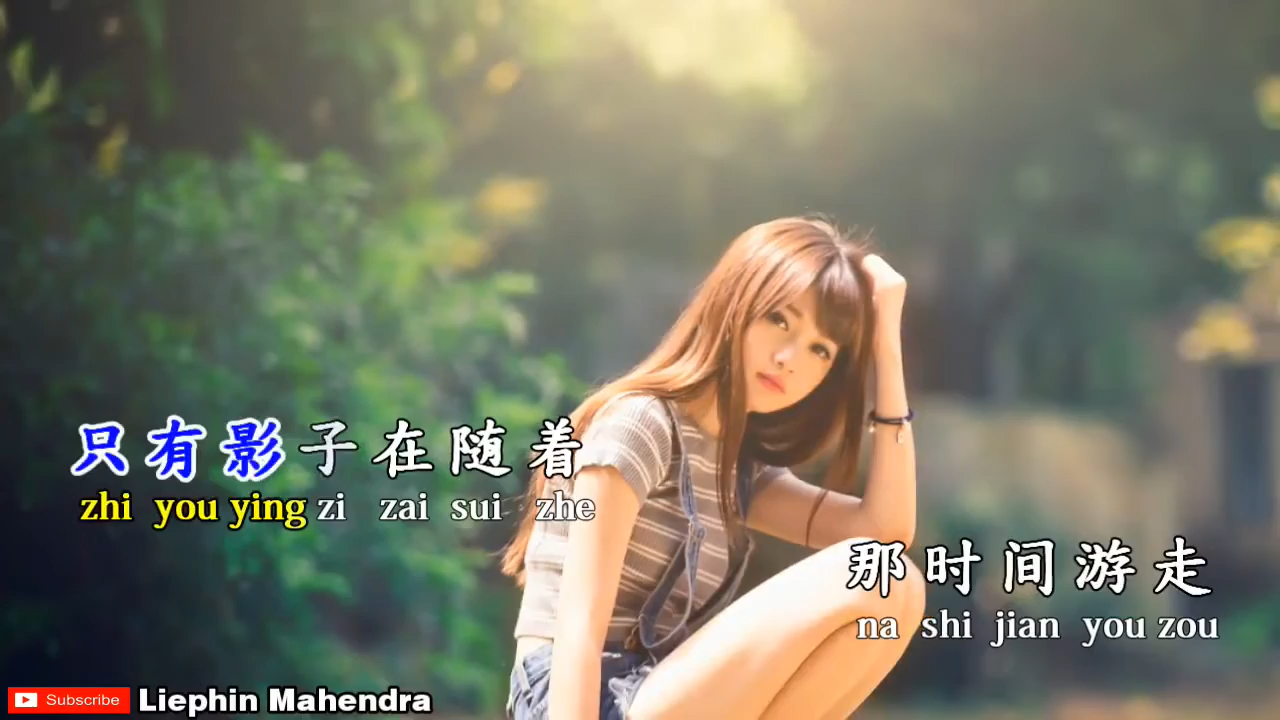 只有影子在随着
zhi you ying zi zai sui zhe
那时间游走
na shi jian you zou
Subscribe Liephin Mahendra